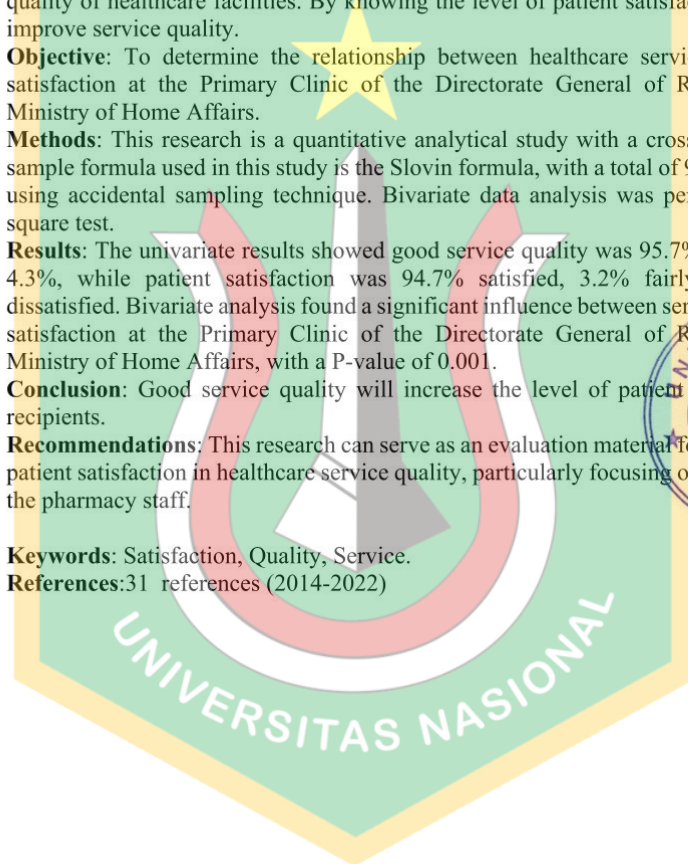 quality of healthcare facilities. By knowing the level of patient
improve service quality.
Objective: To determine the relationship between healthcare
satisfaction at the Primary Clinic of the Directorate General of
Ministry of Home Affairs.
Methods: This research is a quantitative analytical study with a
sample formula used in this study is the Slovin formula, with a total of
using accidental sampling technique. Bivariate data analysis was
square test.
Results: The univariate results showed good service quality was 95.7%
4.3%, while patient satisfaction was 94.7% satisfied, 3.2% fairly
dissatisfied. Bivariate analysis found a significant influence between
satisfaction at the Primary Clinic of the Directorate General of
Ministry of Home Affairs, with a P-value of 0.001.
Conclusion: Good service quality will increase the level of patient
recipients.
Recommendations: This research can serve as an evaluation material
patient satisfaction in healthcare service quality, particularly focusing
the pharmacy staff.
Keywords: Satisfaction, Quality, Service.
References:31 references (2014-2022)
UNIVERSITAS NASIONAL